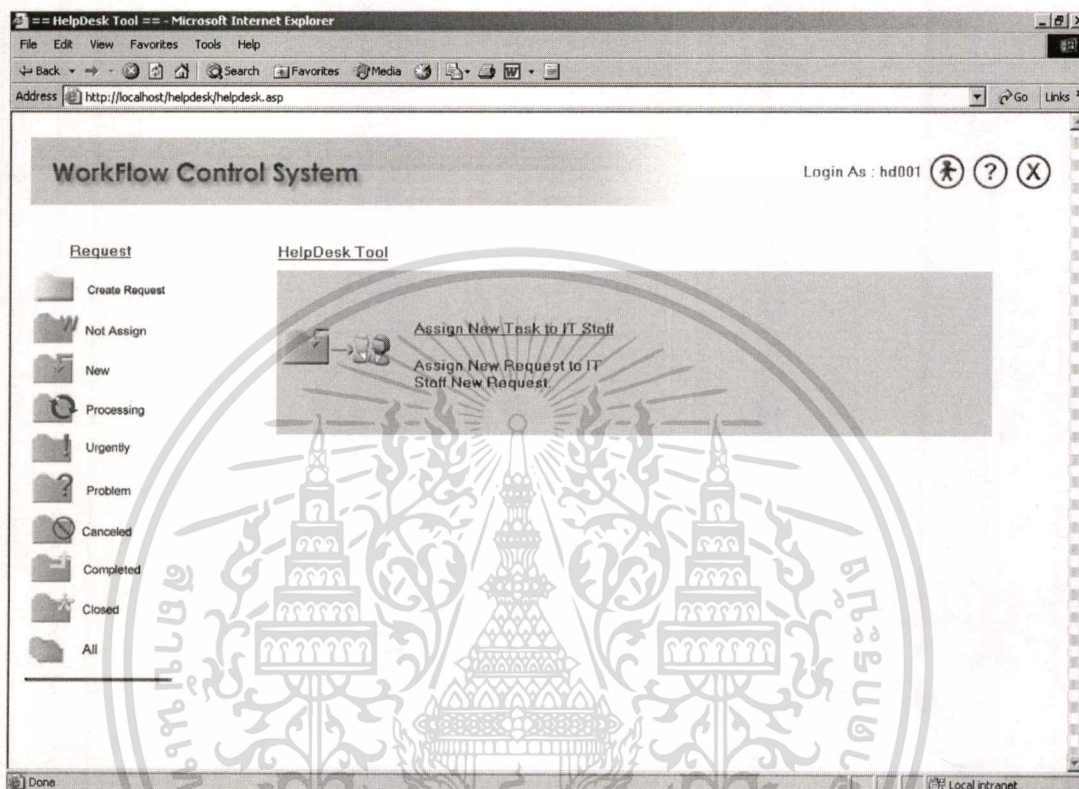 == HelpDesk Tool == - Microsoft Internet Explorer
File Edit View Favorites Tools Help
Back Search Favorites Media
Address http://localhost/helpdesk/helpdesk.asp Go Links
WorkFlow Control System
Login As : hd001
Request
HelpDesk Tool
Create Request
Not Assign
New
Processing
Urgently
Problem
Canceled
Completed
Closed
All
Assign New Task to IT Staff
Assign New Request to IT
Staff New Request
Done
Local intranet